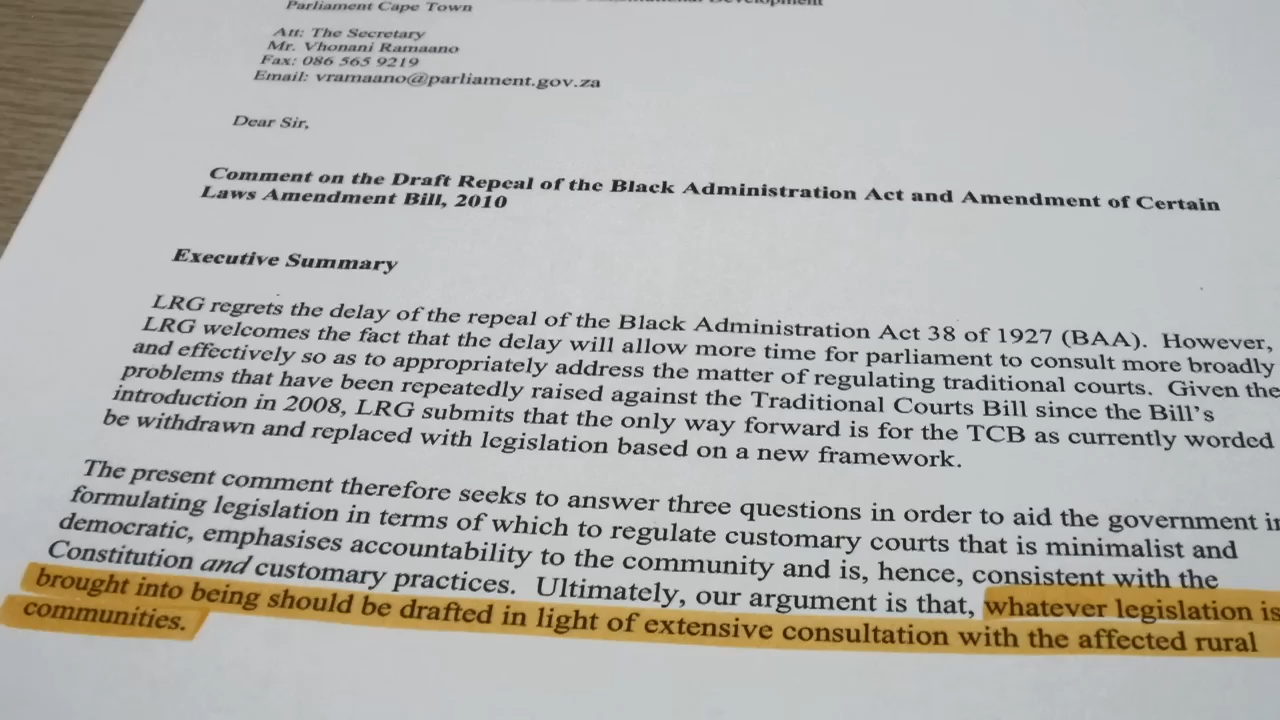 Parliament Cape Town
Att: The Secretary
Mr. Vhonani Ramaano
Fax: 086 565 9219
Email: vramaano@parliament.gov.za
Dear Sir,
Comment on the Draft Repeal of the Black Administration Act and Amendment of Certain
Laws Amendment Bill, 2010
Executive Summary
LRG regrets the delay of the repeal of the Black Administration Act 38 of 1927 (BAA). However,
LRG welcomes the fact that the delay will allow more time for parliament to consult more broadly
and effectively so as to appropriately address the matter of regulating traditional courts. Given the
problems that have been repeatedly raised against the Traditional Courts Bill since the Bill's
introduction in 2008, LRG submits that the only way forward is for the TCB as currently worded
be withdrawn and replaced with legislation based on a new framework.
The present comment therefore seeks to answer three questions in order to aid the government in
formulating legislation in terms of which to regulate customary courts that is minimalist and
democratic, emphasises accountability to the community and is, hence, consistent with the
Constitution and customary practices. Ultimately, our argument is that, whatever legislation is
brought into being should be drafted in light of extensive consultation with the affected rural
communities.